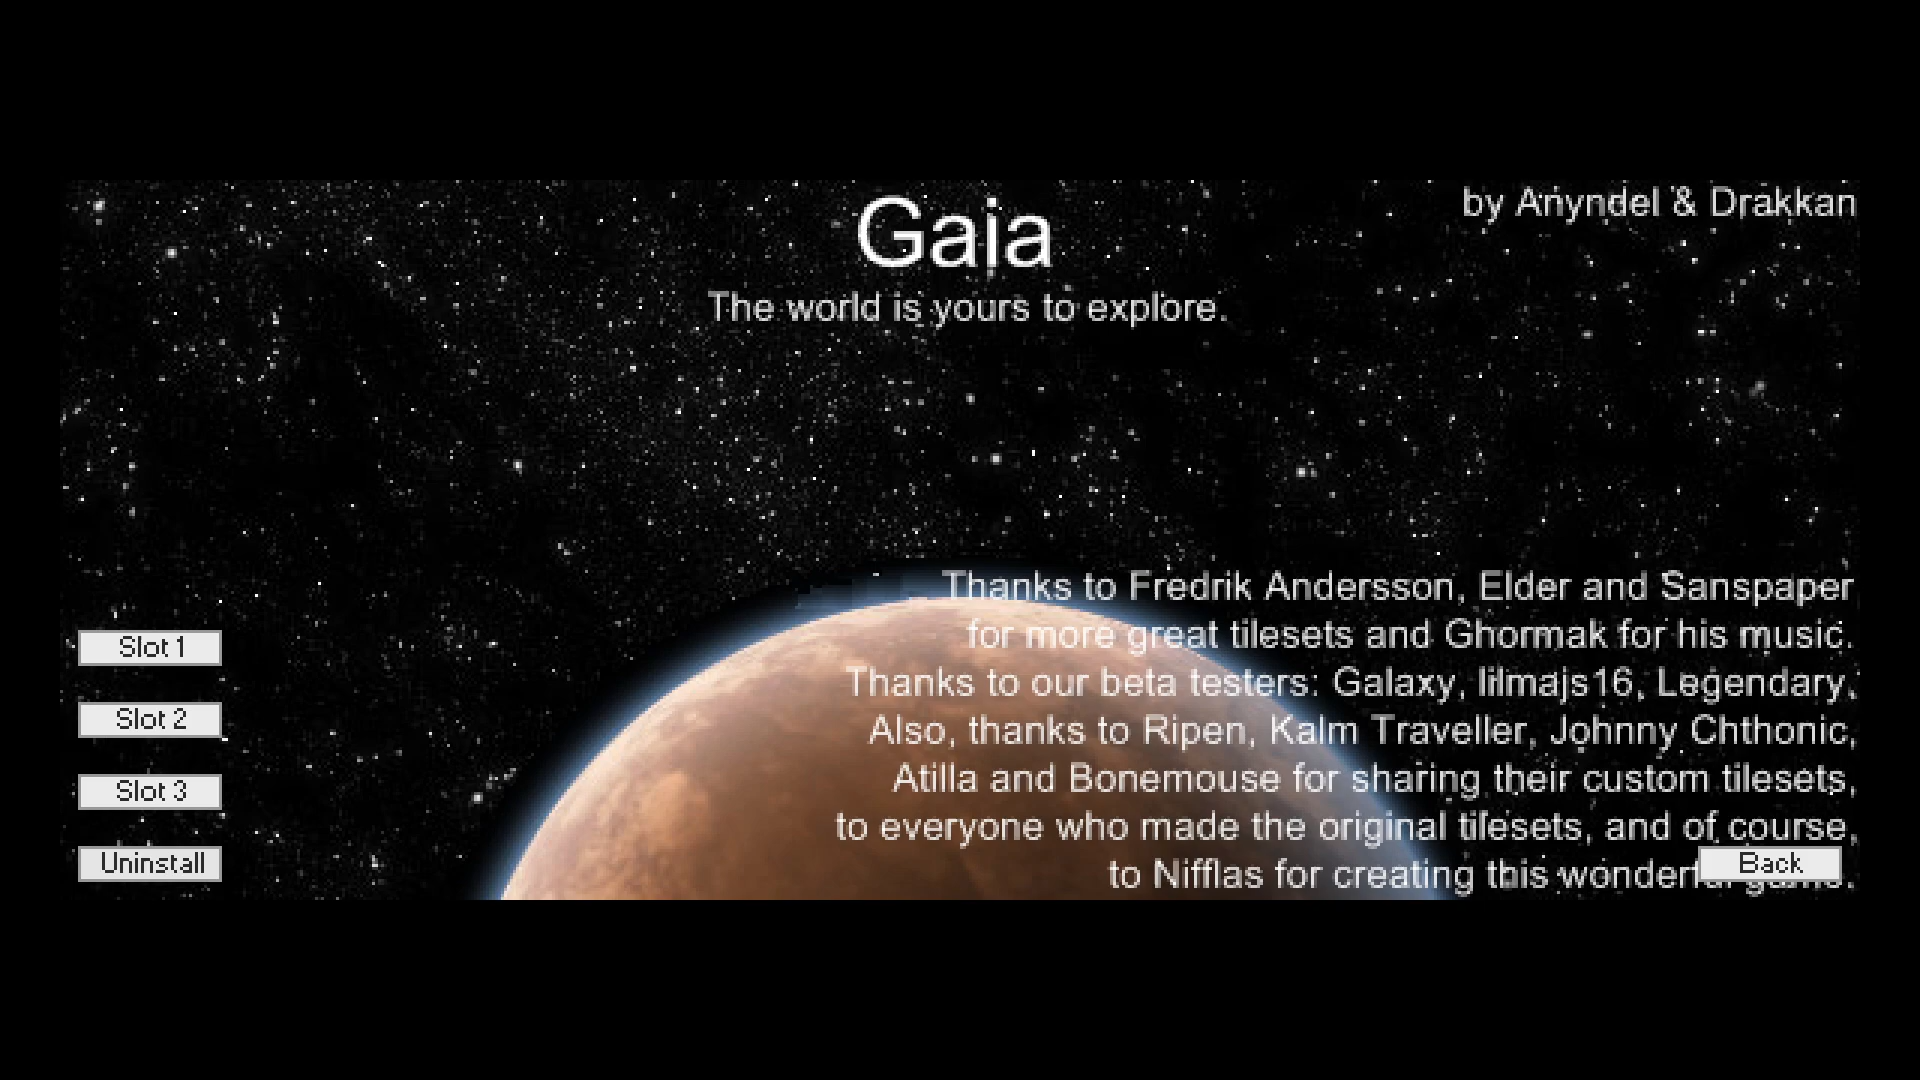 Gaia
by Anyndel & Drakkan
The world is yours to explore.
Thanks to Fredrik Andersson, Elder and Sanspaper
for more great tilesets and Ghormak for his music.
Thanks to our beta testers: Galaxy, lilmajs16, Legendary,
Also, thanks to Ripen, Kalm Traveller, Johnny Chthonic,
Atilla and Bonemouse for sharing their custom tilesets,
to everyone who made the original tilesets, and of course,
to Nifflas for creating this
Slot 1
Slot 2
Slot 3
Uninstall
Back